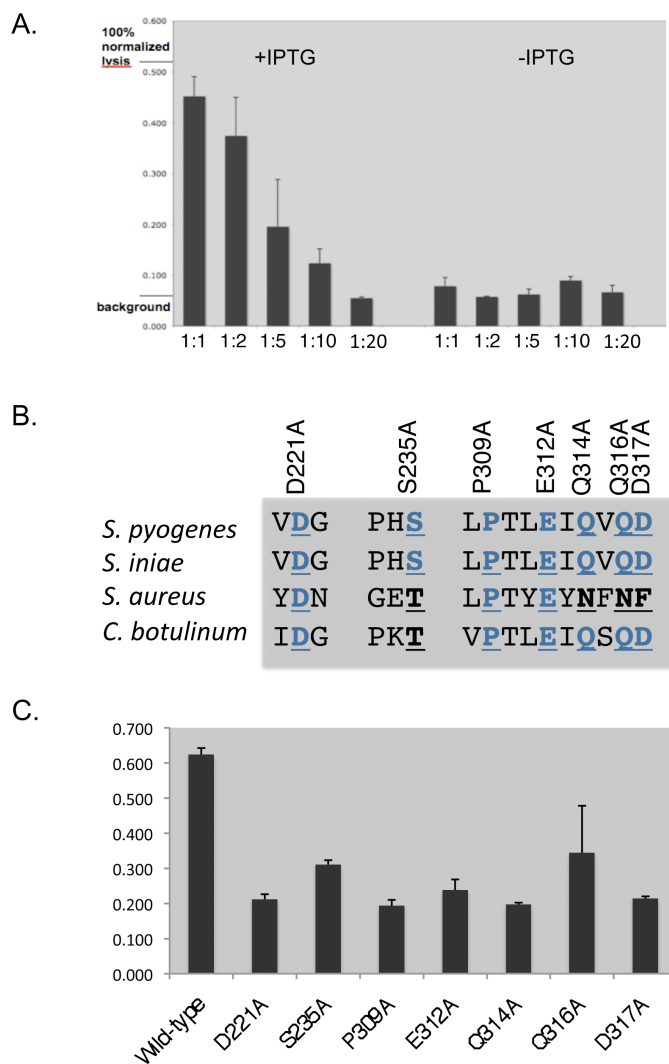 A.
100%
normalized
lysis
background
0.600
0.500
0.400
0.300
0.200
0.100
0.000
+IPTG
-IPTG
1:1 1:2 1:5 1:10 1:20 1:1 1:2 1:5 1:10 1:20
B.
D221A S235A P309A E312A Q314A Q316A D317A
S. pyogenes VDG PHS LPTLEIQVQD
S. iniae VDG PHS LPTLEIQVQD
S. aureus YDN GET LPTYEYNFNF
C. botulinum IDG PKT VPTLEIQSQD
C.
0.700
0.600
0.500
0.400
0.300
0.200
0.100
0.000
Wild-type D221A S235A P309A E312A Q314A Q316A D317A